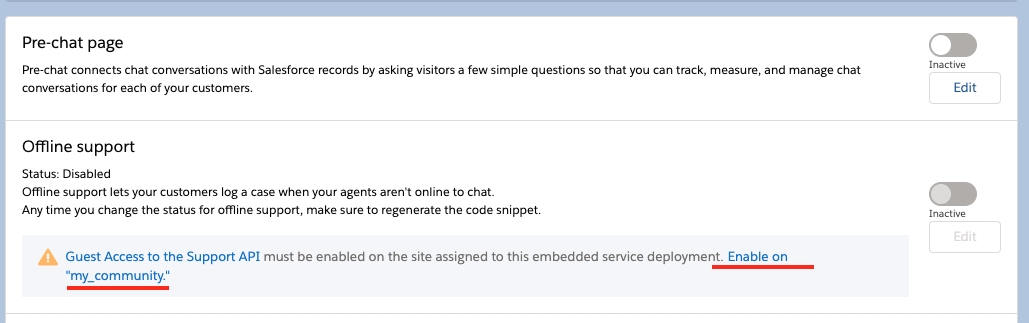 Pre-chat page
Pre-chat connects chat conversations with Salesforce records by asking visitors a few simple questions so that you can track, measure, and manage chat
conversations for each of your customers.
Inactive
Edit
Offline support
Status: Disabled
Offline support lets your customers log a case when your agents aren't online to chat.
Any time you change the status for offline support, make sure to regenerate the code snippet.
Inactive
Edit
Guest Access to the Support API must be enabled on the site assigned to this embedded service deployment. Enable on
"my_community."